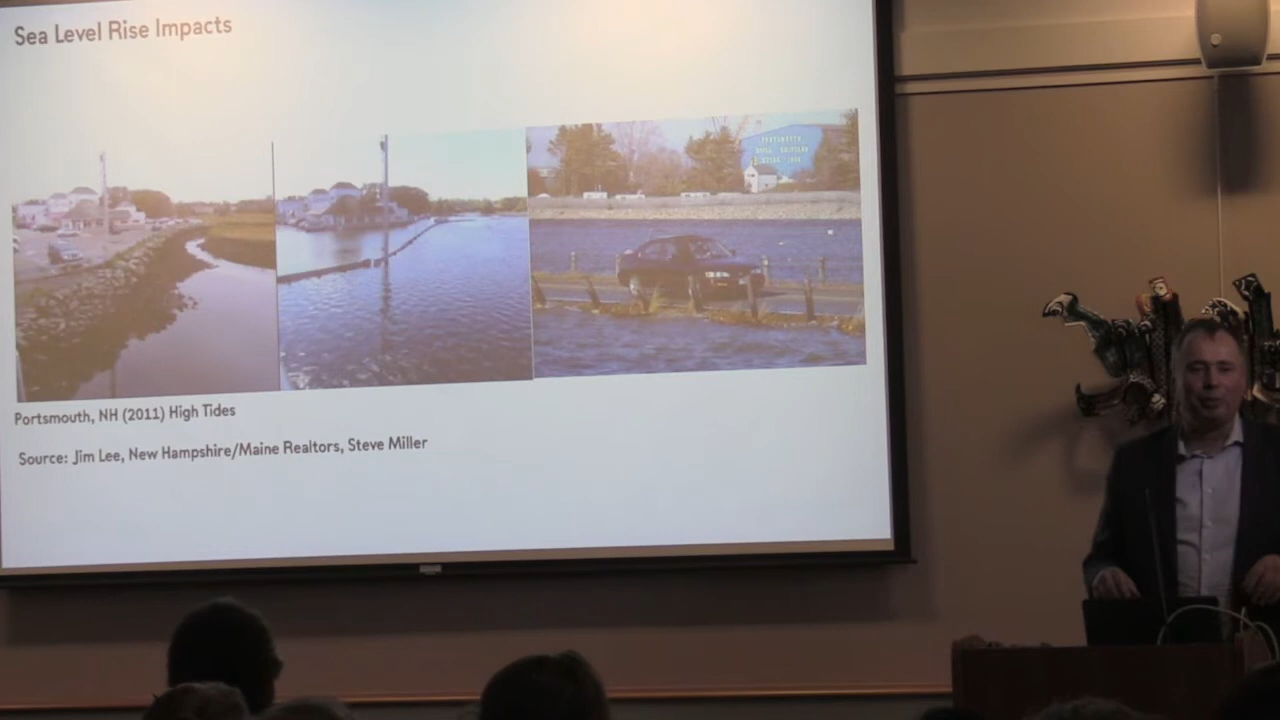 Sea Level Rise Impacts
Portsmouth, NH (2011) High Tides
Source: Jim Lee, New Hampshire/Maine Realtors, Steve Miller